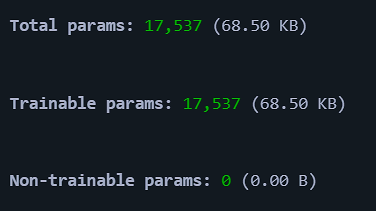 Total params: 17,537 (68.50 KB)
Trainable params: 17,537 (68.50 KB)
Non-trainable params: 0 (0.00 B)